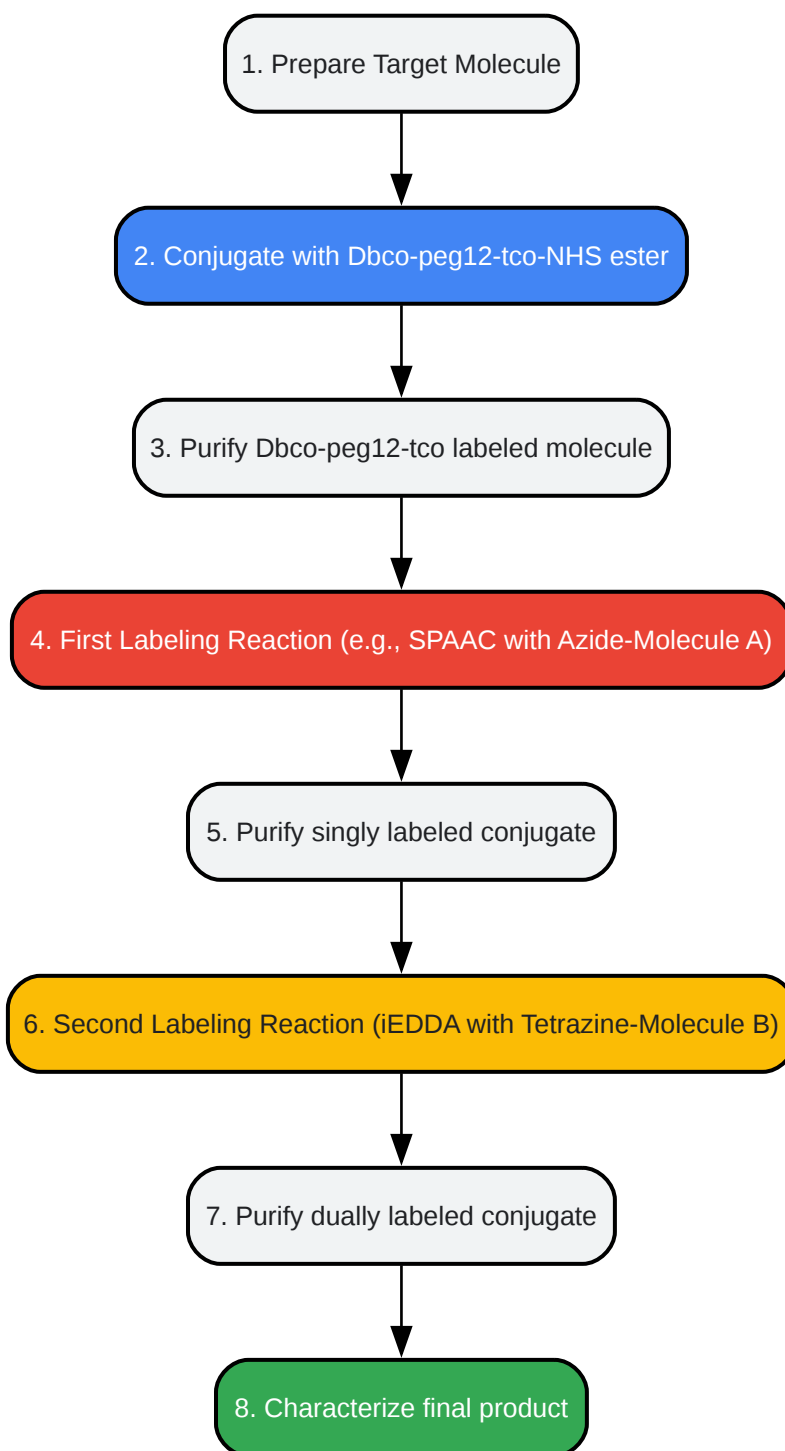 1. Prepare Target Molecule
2. Conjugate with Dbco-peg12-tco-NHS ester
3. Purify Dbco-peg12-tco labeled molecule
4. First Labeling Reaction (e.g., SPAAC with Azide-Molecule A)
5. Purify singly labeled conjugate
6. Second Labeling Reaction (iEDDA with Tetrazine-Molecule B)
7. Purify dually labeled conjugate
8. Characterize final product